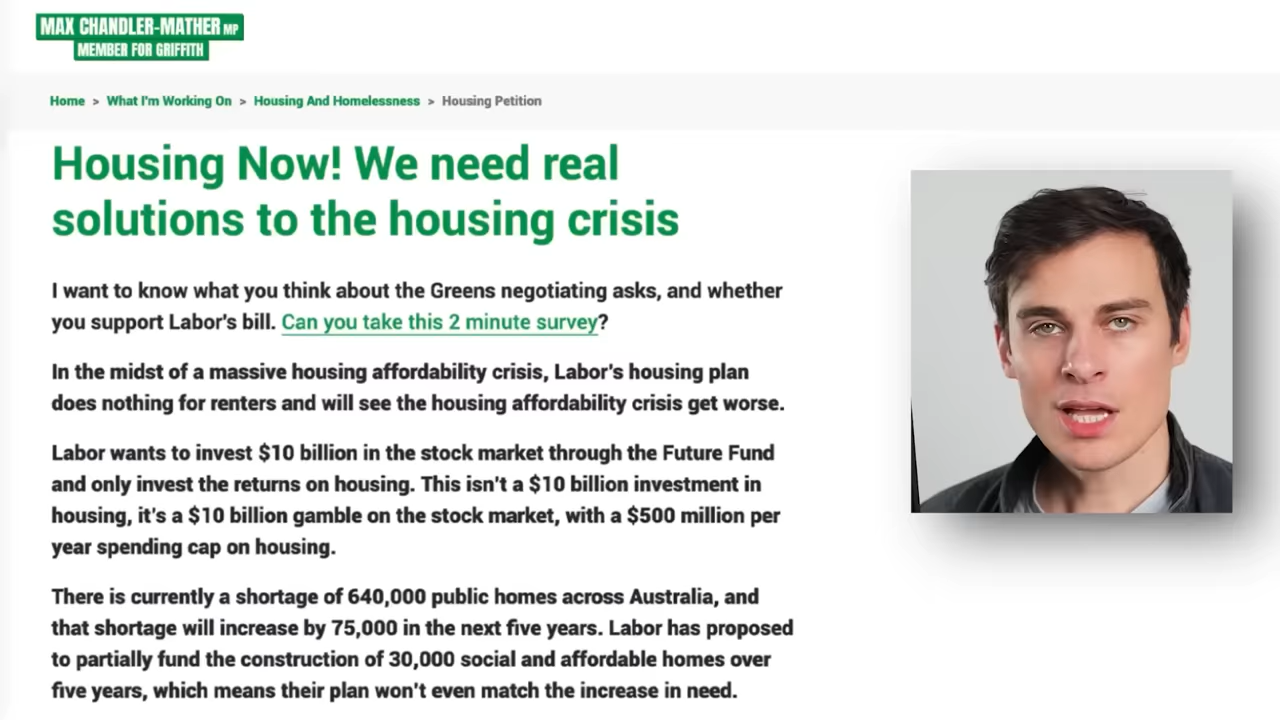 MAX CHANDLER-MATHER MP
MEMBER FOR GRIFFITH
Home > What I'm Working On > Housing And Homelessness > Housing Petition
Housing Now! We need real
solutions to the housing crisis
I want to know what you think about the Greens negotiating asks, and whether
you support Labor's bill. Can you take this 2 minute survey?
In the midst of a massive housing affordability crisis, Labor's housing plan
does nothing for renters and will see the housing affordability crisis get worse.
Labor wants to invest $10 billion in the stock market through the Future Fund
and only invest the returns on housing. This isn't a $10 billion investment in
housing, it's a $10 billion gamble on the stock market, with a $500 million per
year spending cap on housing.
There is currently a shortage of 640,000 public homes across Australia, and
that shortage will increase by 75,000 in the next five years. Labor has proposed
to partially fund the construction of 30,000 social and affordable homes over
five years, which means their plan won't even match the increase in need.